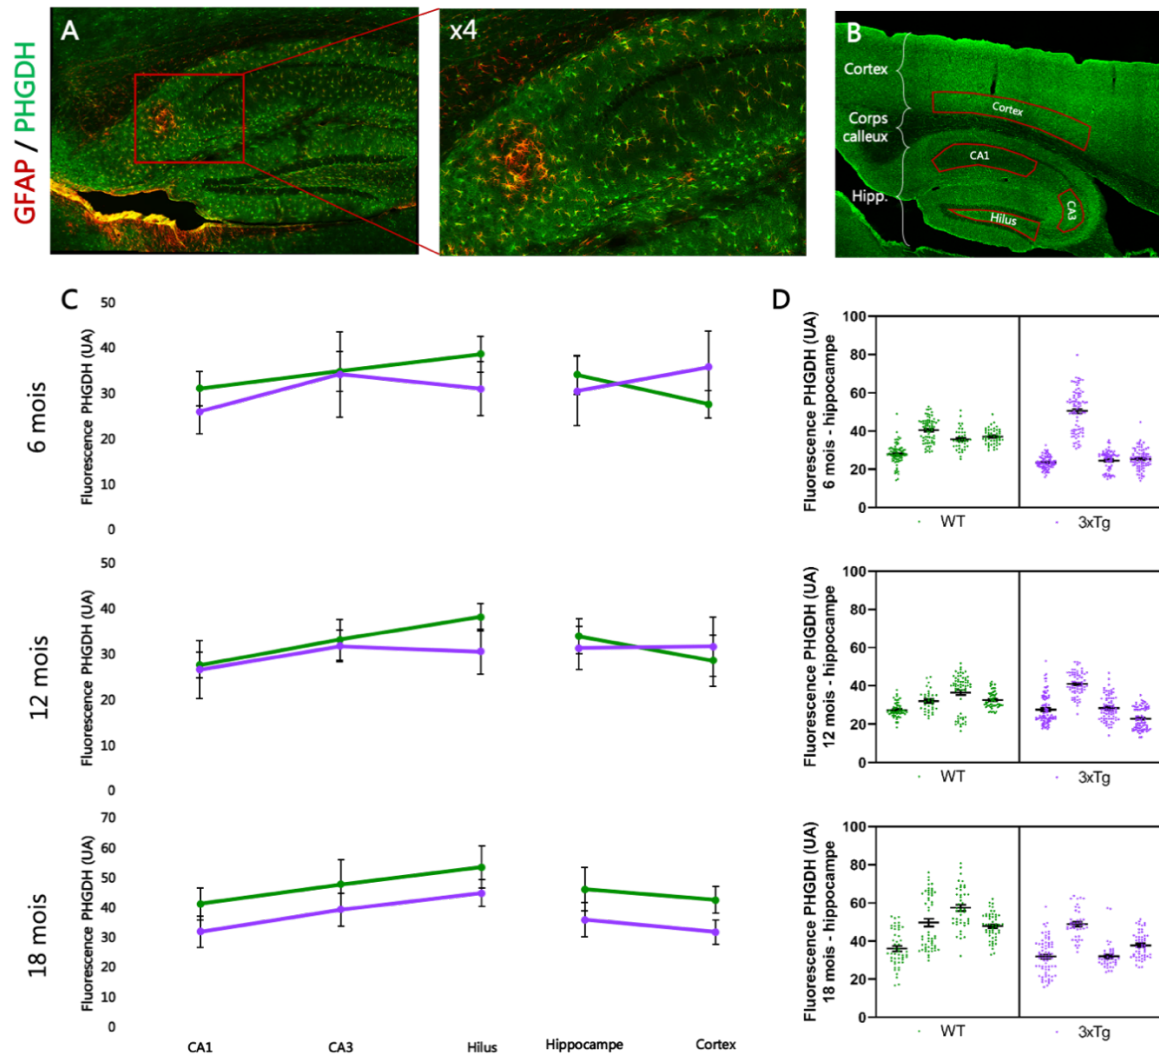 GFAP / PHGDH
A
x4
B
Cortex
Corps
calleux
Hipp.
Cortex
CA1
CA3
Hilus
C
6 mois
Fluorescence PHGDH (UA)
50
40
30
20
10
0
12 mois
Fluorescence PHGDH (UA)
50
40
30
20
10
0
18 mois
Fluorescence PHGDH (UA)
70
60
50
40
30
20
10
0
CA1 CA3 Hilus Hippocampe Cortex
D
Fluorescence PHGDH (UA)
6 mois - hippocampe
100
80
60
40
20
0
WT 3xTg
Fluorescence PHGDH (UA)
12 mois - hippocampe
100
80
60
40
20
0
WT 3xTg
Fluorescence PHGDH (UA)
18 mois - hippocampe
100
80
60
40
20
0
WT 3xTg